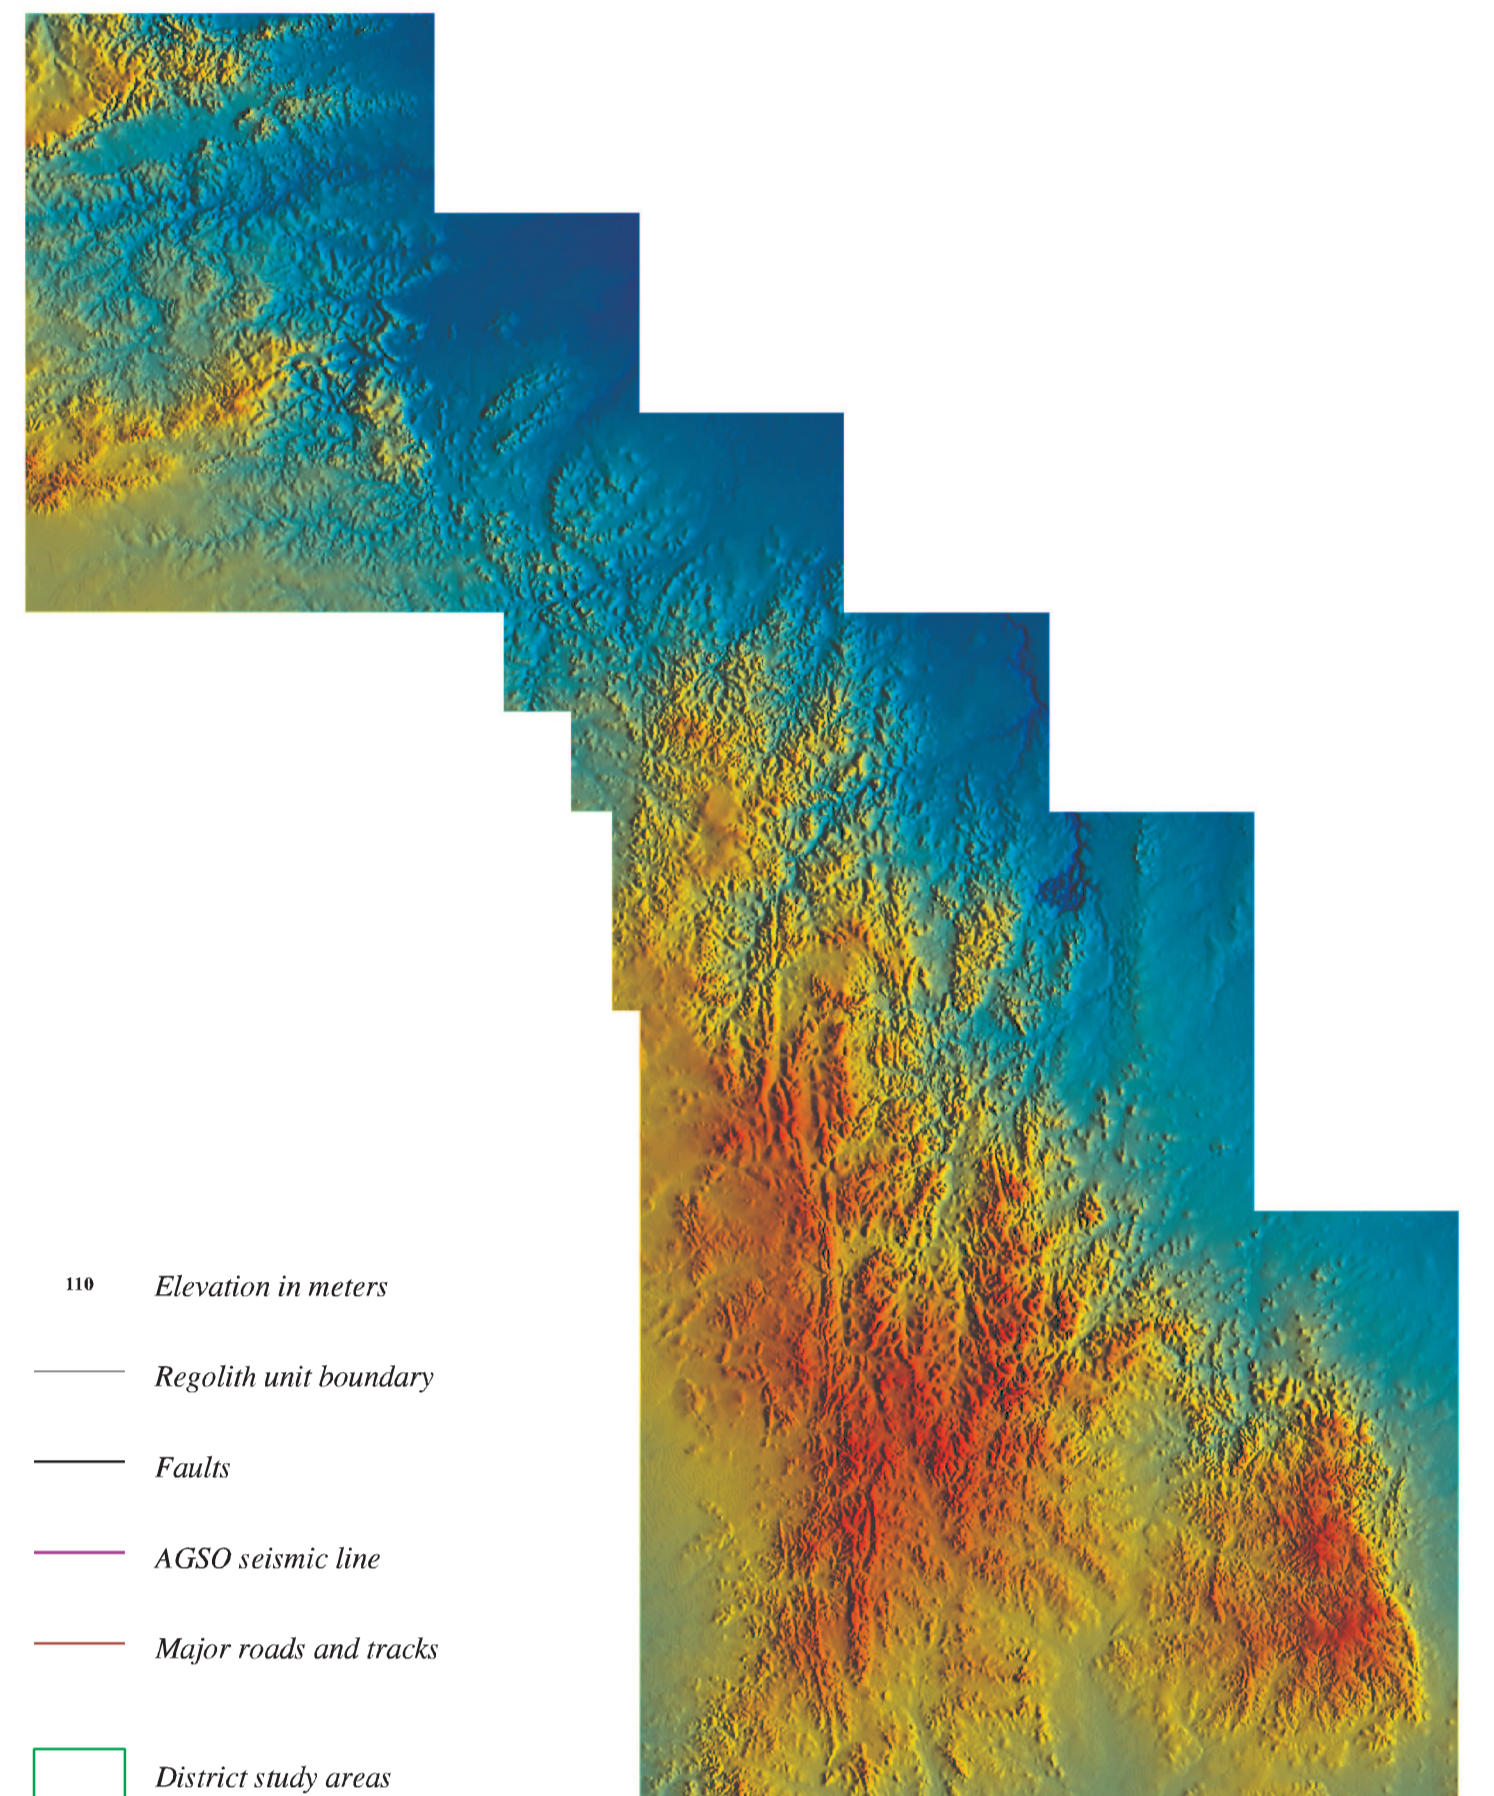 110 Elevation in meters
Regolith unit boundary
Faults
AGSO seismic line
Major roads and tracks
District study areas